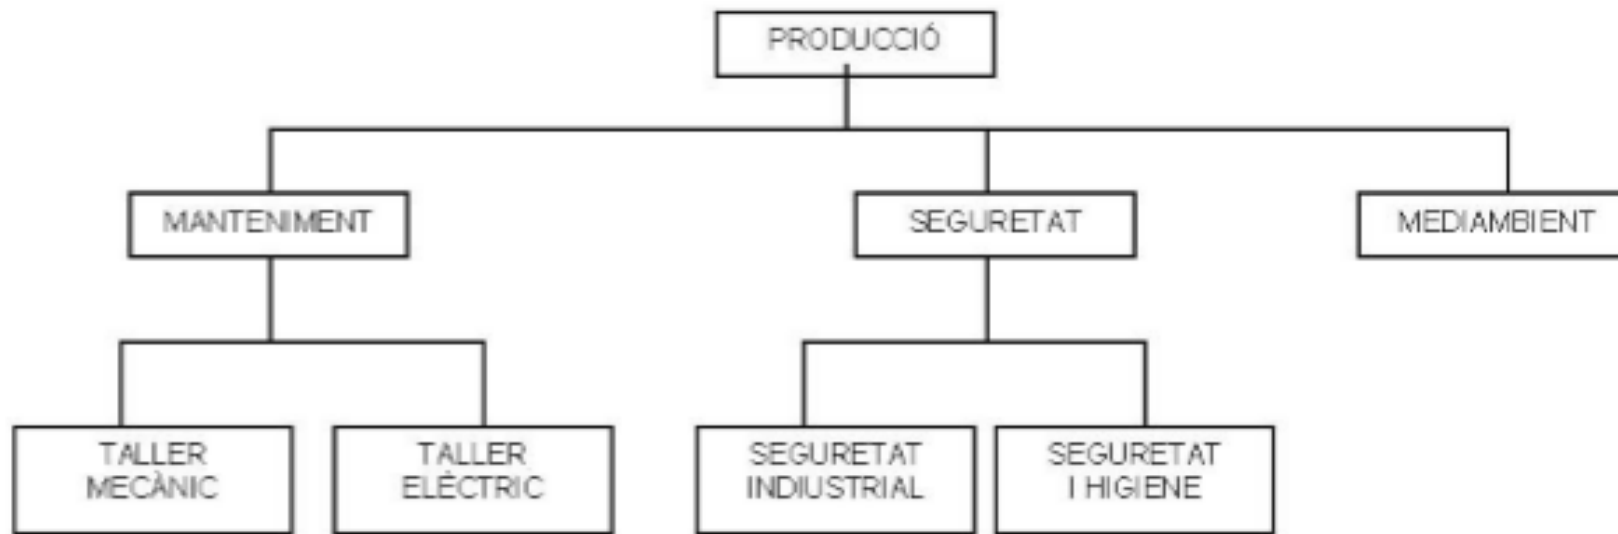 PRODUCCIÓ
MANTENIMENT
SEGURETAT
MEDIAMBIENT
TALLER
MECÀNIC
TALLER
ELÈCTRIC
SEGURETAT
INDIUSTRIAL
SEGURETAT
I HIGIENE